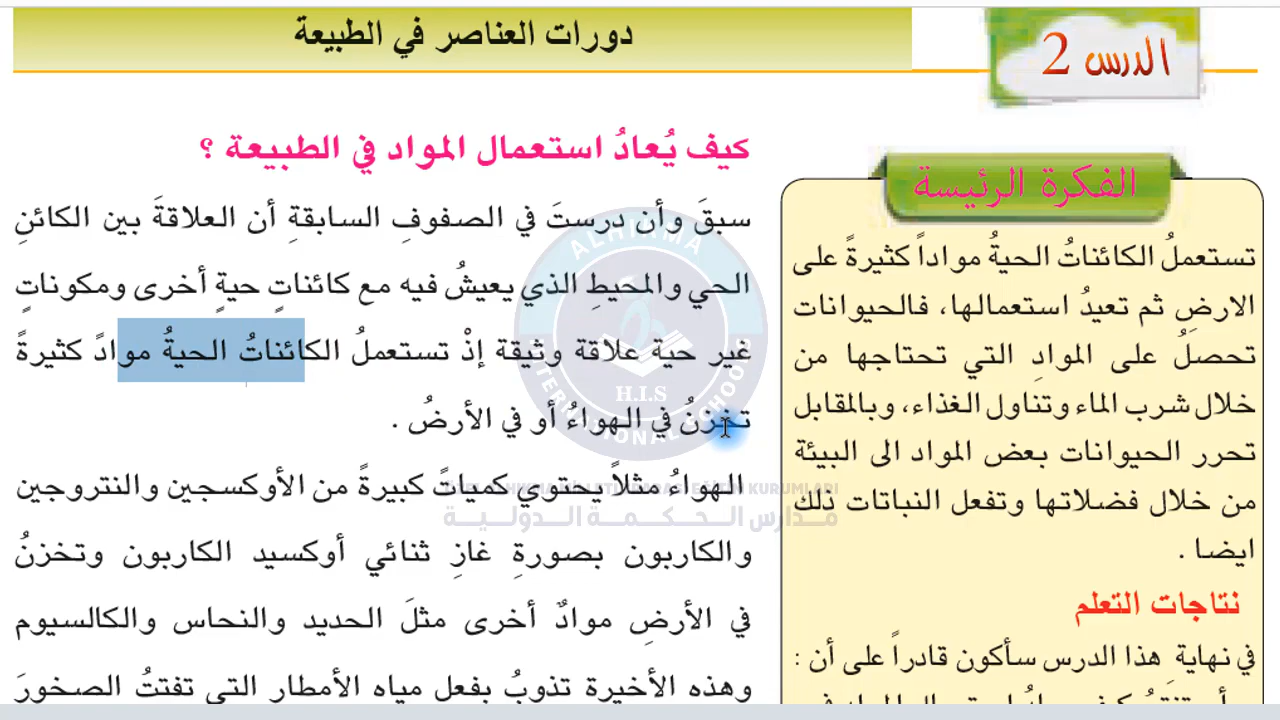 الدرس 2
دورات العناصر في الطبيعة
الفكرة الرئيسة
تستعملُ الكائناتُ الحيةُ مواداً كثيرةً على
الارضِ ثم تعيدُ استعمالها، فالحيوانات
تحصَلُ على الموادِ التي تحتاجها من
خلال شرب الماء وتناول الغذاء، وبالمقابل
تحرر الحيوانات بعض المواد الى البيئة
من خلال فضلاتها وتفعل النباتات ذلك
ايضا .
نتاجات التعلم
في نهاية هذا الدرس سأكون قادراً على أن :
كيف يُعادُ استعمال المواد في الطبيعة ؟
سبقَ وأن درستَ في الصفوفِ السابقةِ أن العلاقةَ بين الكائنِ
الحي والمحيطِ الذي يعيشُ فيه مع كائناتٍ حيةٍ أخرى ومكوناتٍ
غير حية علاقة وثيقة إذْ تستعملُ الكائناتُ الحيةُ موادً كثيرةً
تخزنُ في الهواءُ أو في الأرضُ .
الهواءُ مثلاً يحتوي كمياتً كبيرةً من الأوكسجين والنتروجين
والكاربون بصورةِ غازِ ثنائي أوكسيد الكاربون وتخزنُ
في الأرضِ موادٌ أخرى مثلَ الحديد والنحاس والكالسيوم
وهذه الأخيرة تذوبُ بفعل مياه الأمطار التي تفتتُ الصخورَ
ALHIKMA
INTERNATIONAL SCHOOL
H.I.S
مدارس الحكمة الدولية